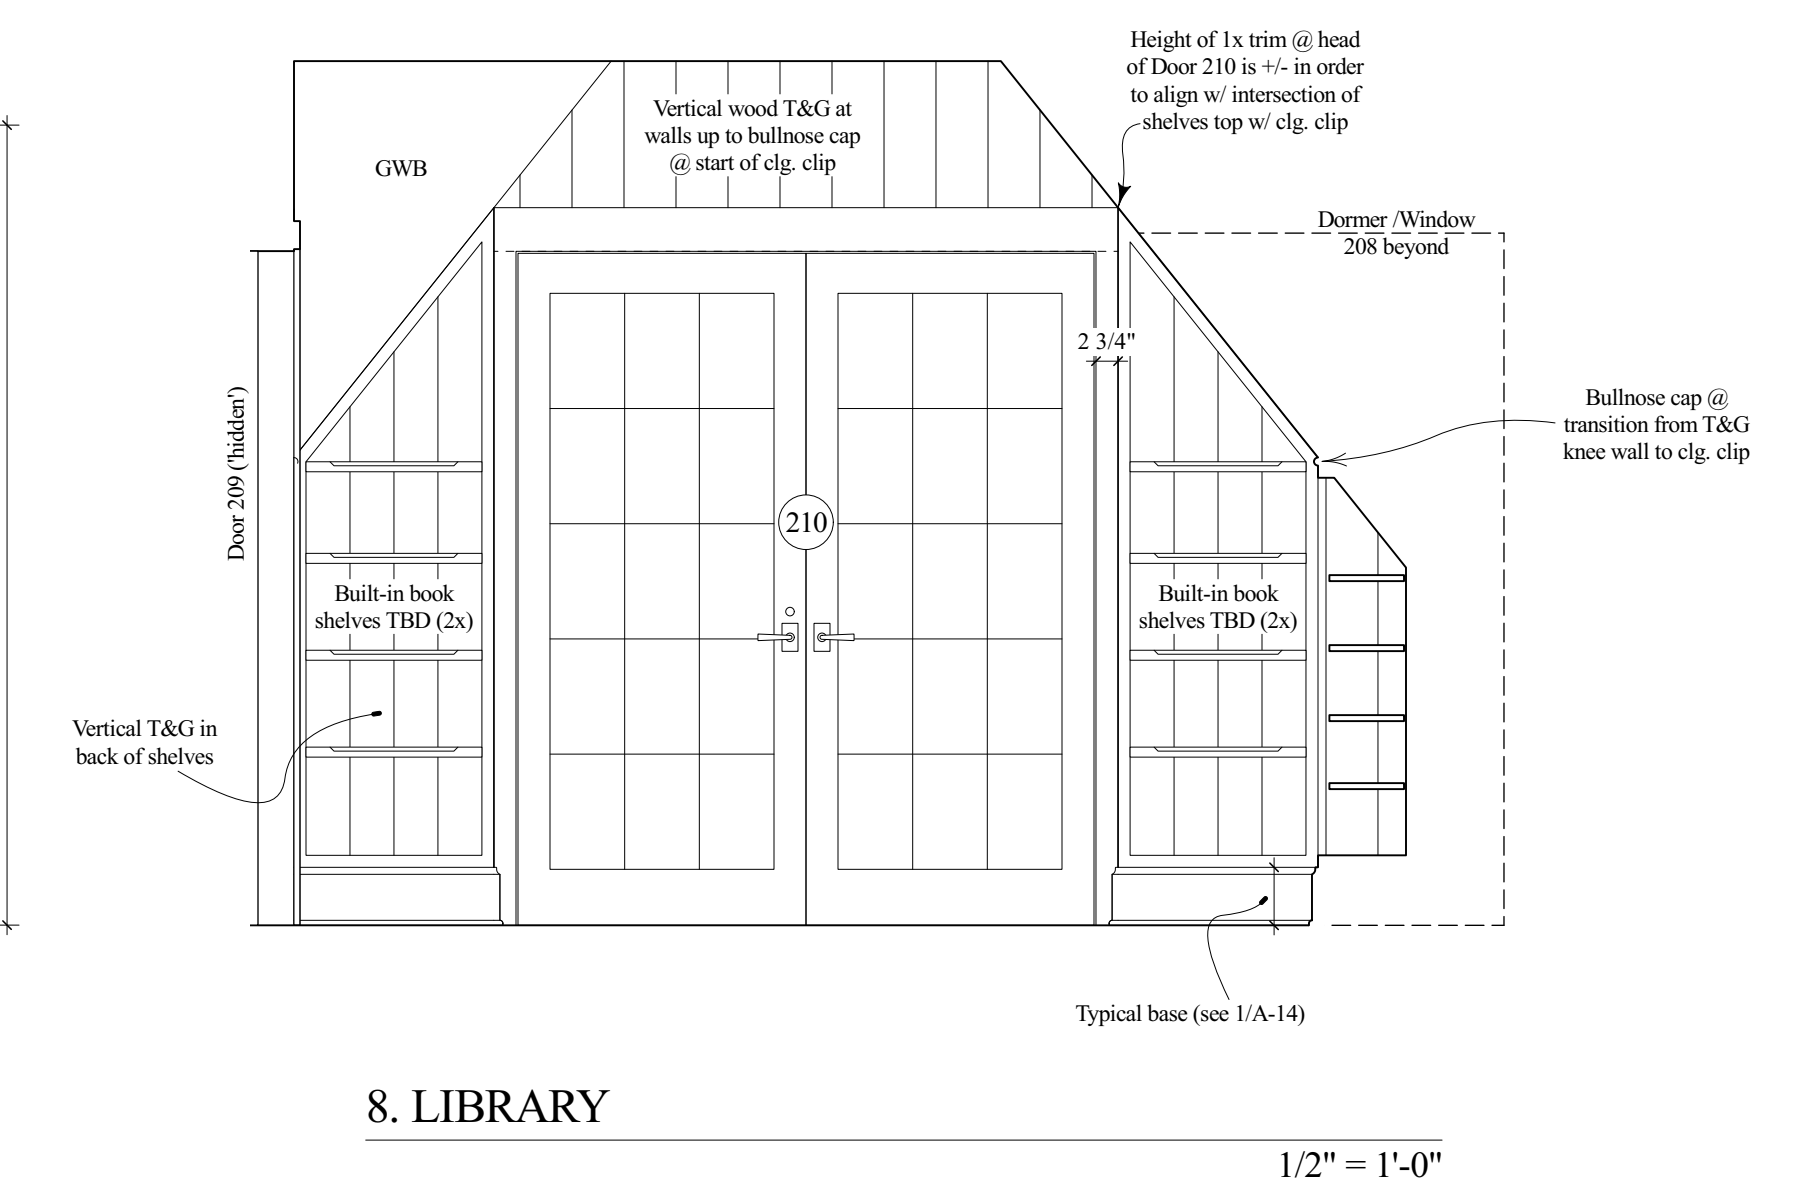 Height of 1x trim @ head
of Door 210 is +/- in order
to align w/ intersection of
shelves top w/ clg. clip
Vertical wood T&G at
walls up to bullnose cap
@ start of clg. clip
GWB
Dormer /Window
208 beyond
2 3/4"
Door 209 ('hidden')
Bullnose cap @
transition from T&G
knee wall to clg. clip
210
Built-in book
shelves TBD (2x)
Built-in book
shelves TBD (2x)
Vertical T&G in
back of shelves
Typical base (see 1/A-14)
8. LIBRARY
1/2" = 1'-0"